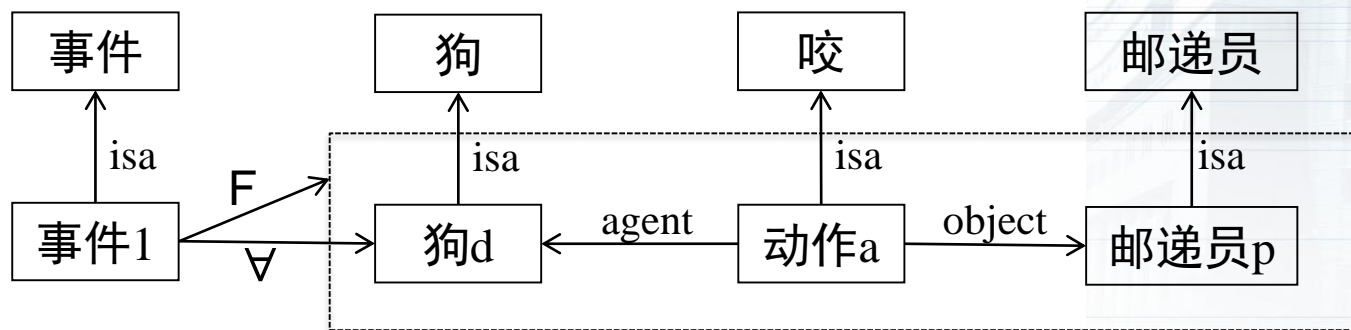 事件 狗 咬 邮递员
isa isa isa isa
F
事件1 狗d agent 动作a object 邮递员p
∀